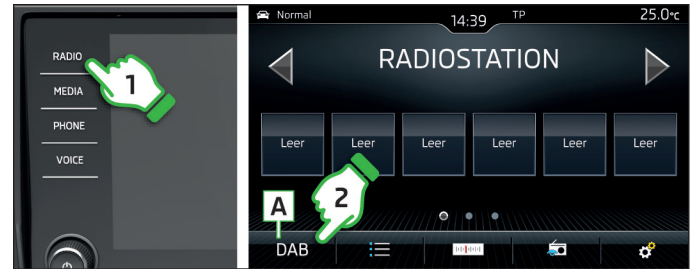 RADIO
MEDIA
PHONE
VOICE
1
Normal
14:39
TP
25.0°C
RADIOSTATION
Leer Leer Leer Leer Leer Leer
A
2
DAB